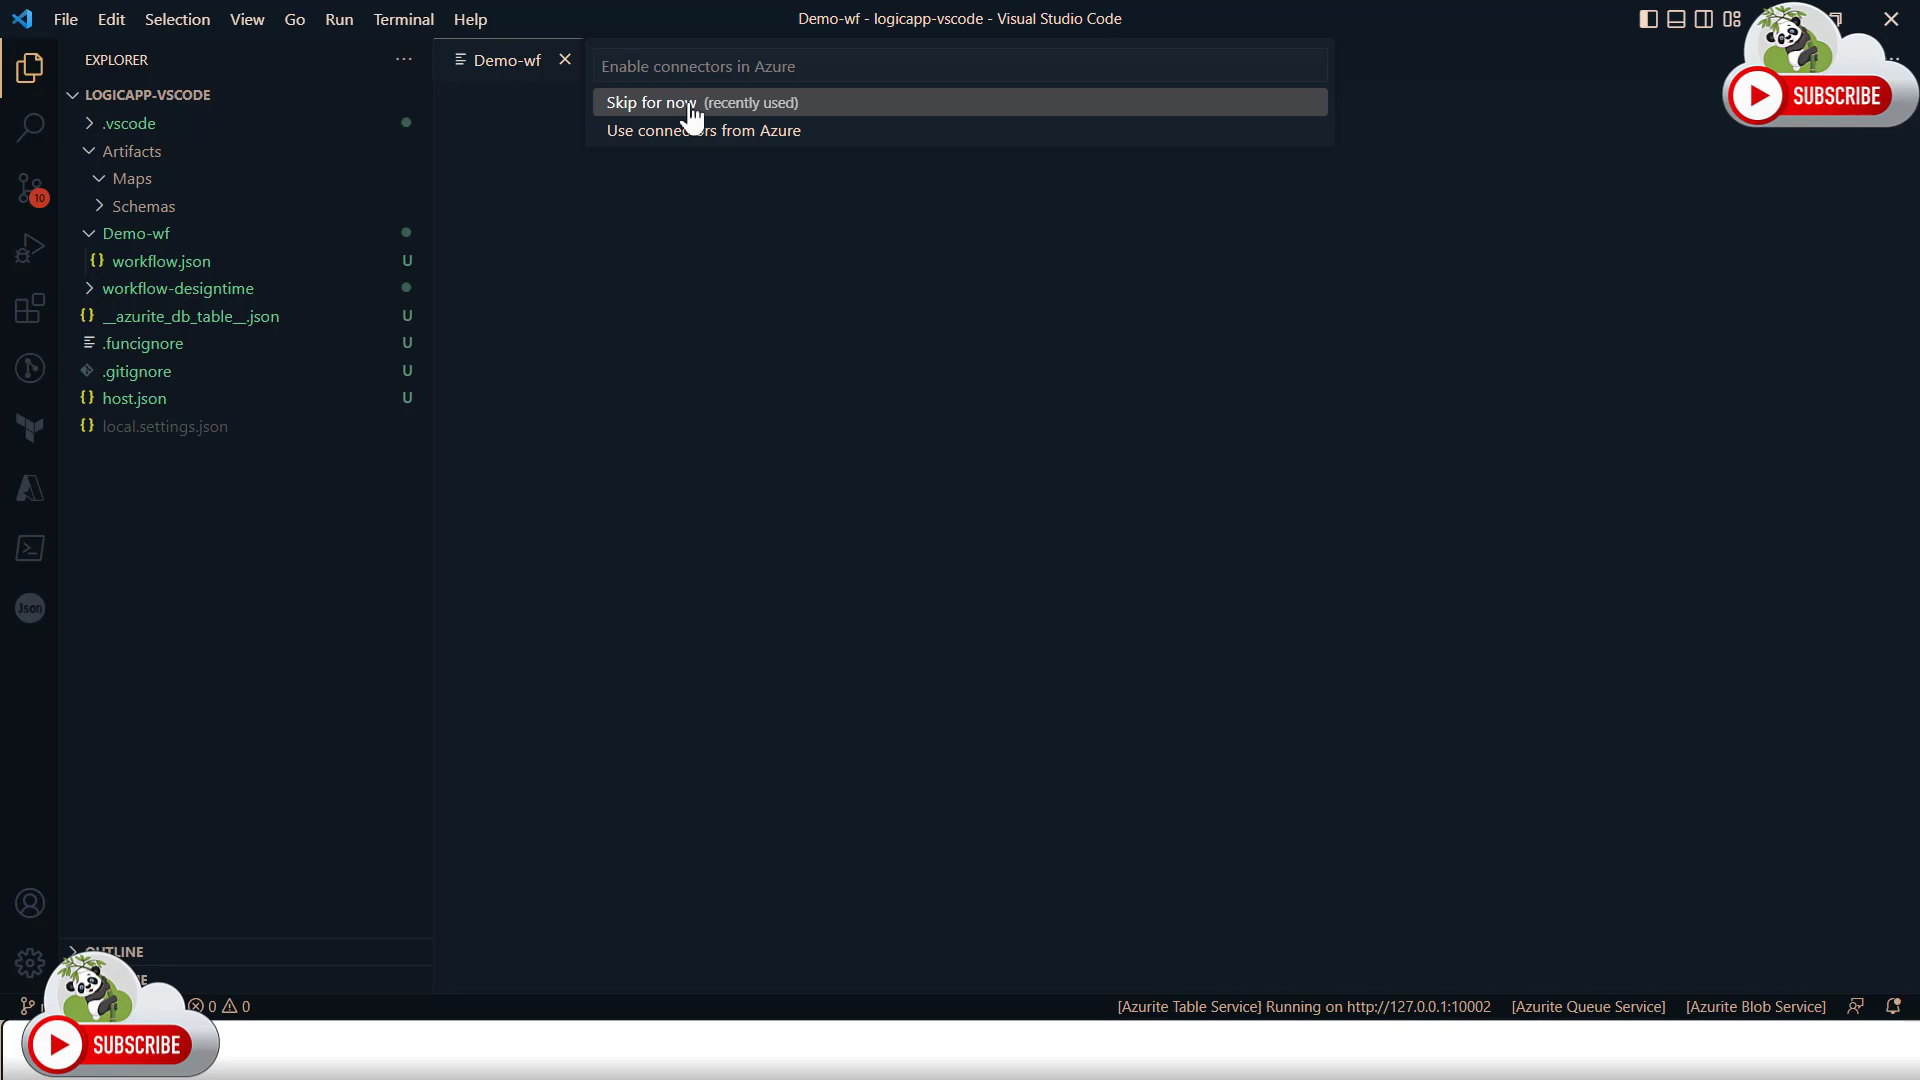 File Edit Selection View Go Run Terminal Help
Demo-wf - logicapp-vscode - Visual Studio Code
EXPLORER
Demo-wf
Enable connectors in Azure
Skip for now (recently used)
Use connectors from Azure
SUBSCRIBE
LOGICAPP-VSCODE
.vscode
Artifacts
Maps
Schemas
10
Demo-wf
workflow.json U
workflow-designtime
__azurite_db_table__.json U
.funcignore U
.gitignore U
host.json U
local.settings.json
Json
OUTLINE
0 0
[Azurite Table Service] Running on http://127.0.0.1:10002 [Azurite Queue Service] [Azurite Blob Service]
SUBSCRIBE